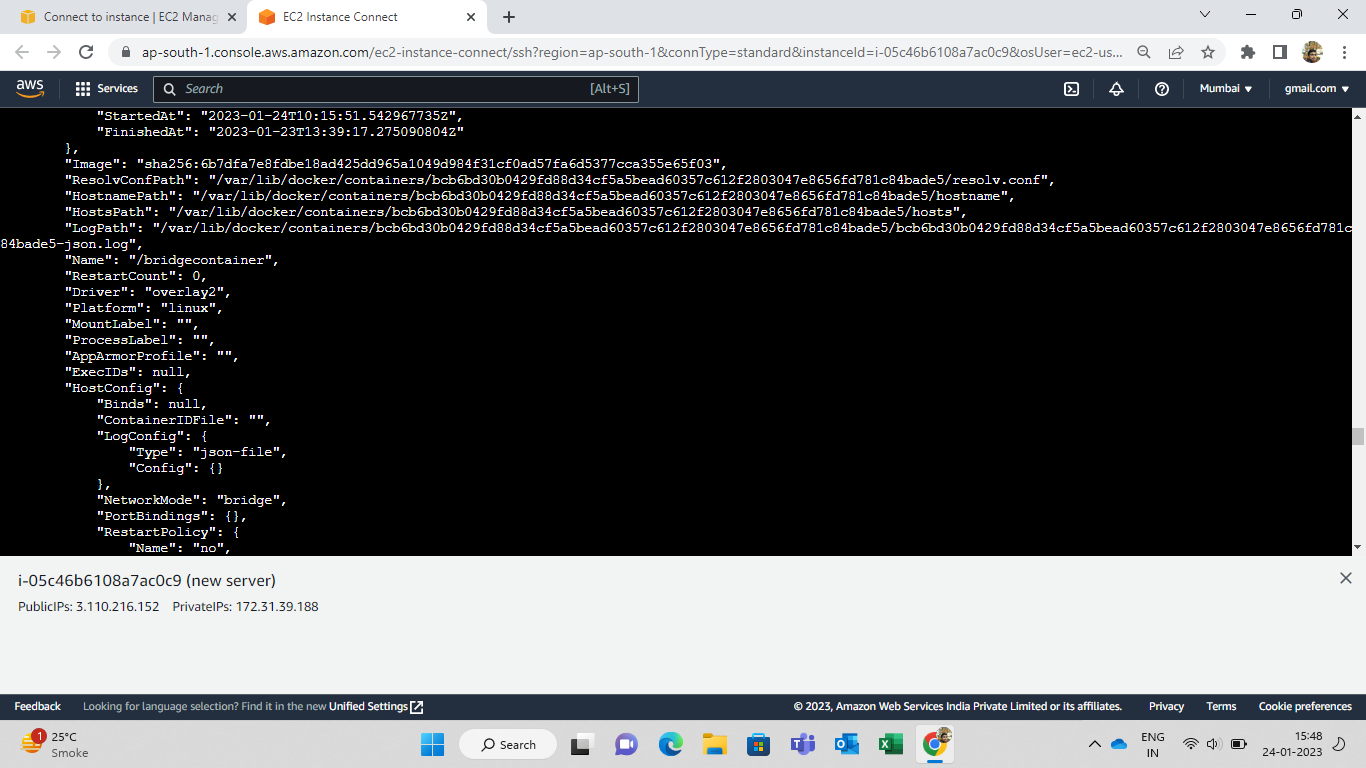 Connect to instance | EC2 Manag
EC2 Instance Connect
ap-south-1.console.aws.amazon.com/ec2-instance-connect/ssh?region=ap-south-1&connType=standard&instanceId=i-05c46b6108a7ac0c9&osUser=ec2-us...
aws
Services
Search
[Alt+S]
Mumbai
gmail.com
"StartedAt": "2023-01-24T10:15:51.542967735Z",
"FinishedAt": "2023-01-23T13:39:17.275090804Z"
},
"Image": "sha256:6b7dfa7e8fdbe18ad425dd965a1049d984f31cf0ad57fa6d5377cca355e65f03",
"ResolvConfPath": "/var/lib/docker/containers/bcb6bd30b0429fd88d34cf5a5bead60357c612f2803047e8656fd781c84bade5/resolv.conf",
"HostnamePath": "/var/lib/docker/containers/bcb6bd30b0429fd88d34cf5a5bead60357c612f2803047e8656fd781c84bade5/hostname",
"HostsPath": "/var/lib/docker/containers/bcb6bd30b0429fd88d34cf5a5bead60357c612f2803047e8656fd781c84bade5/hosts",
"LogPath": "/var/lib/docker/containers/bcb6bd30b0429fd88d34cf5a5bead60357c612f2803047e8656fd781c84bade5/bcb6bd30b0429fd88d34cf5a5bead60357c612f2803047e8656fd781c
84bade5-json.log",
"Name": "/bridgecontainer",
"RestartCount": 0,
"Driver": "overlay2",
"Platform": "linux",
"MountLabel": "",
"ProcessLabel": "",
"AppArmorProfile": "",
"ExecIDs": null,
"HostConfig": {
"Binds": null,
"ContainerIDFile": "",
"LogConfig": {
"Type": "json-file",
"Config": {}
},
"NetworkMode": "bridge",
"PortBindings": {},
"RestartPolicy": {
"Name": "no",
i-05c46b6108a7ac0c9 (new server)
PublicIPs: 3.110.216.152 PrivateIPs: 172.31.39.188
Feedback
Looking for language selection? Find it in the new Unified Settings
© 2023, Amazon Web Services India Private Limited or its affiliates.
Privacy
Terms
Cookie preferences
1
25°C
Smoke
Search
ENG
IN
15:48
24-01-2023